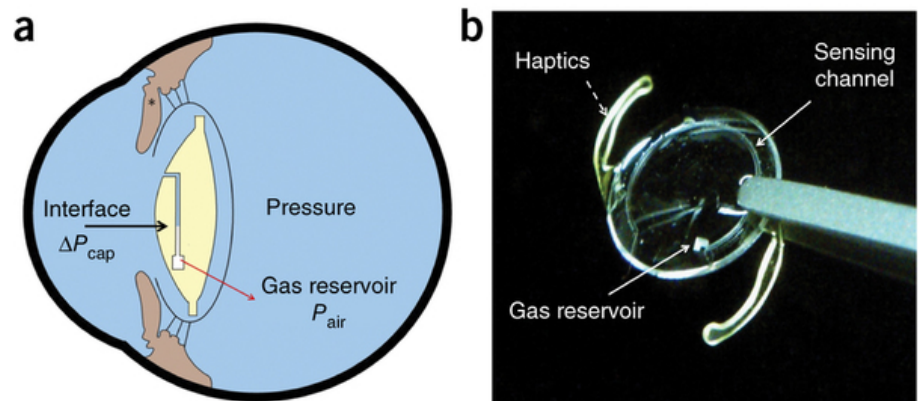 a
*
Interface
ΔPcap
Pressure
Gas reservoir
Pair
b
Haptics
Sensing
channel
Gas reservoir